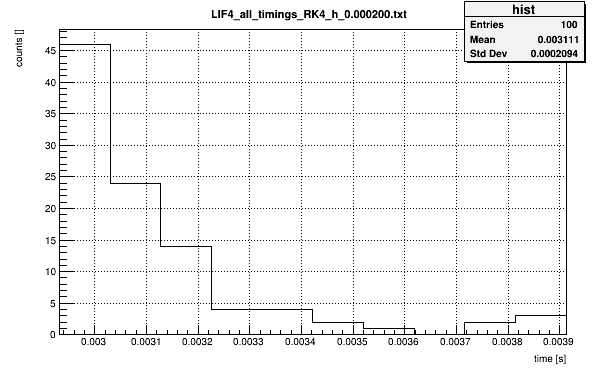 LIF4_all_timings_RK4_h_0.000200.txt
hist
Entries 100
Mean 0.003111
Std Dev 0.0002094
counts []
45
40
35
30
25
20
15
10
5
0
0.003 0.0031 0.0032 0.0033 0.0034 0.0035 0.0036 0.0037 0.0038 0.0039
time [s]